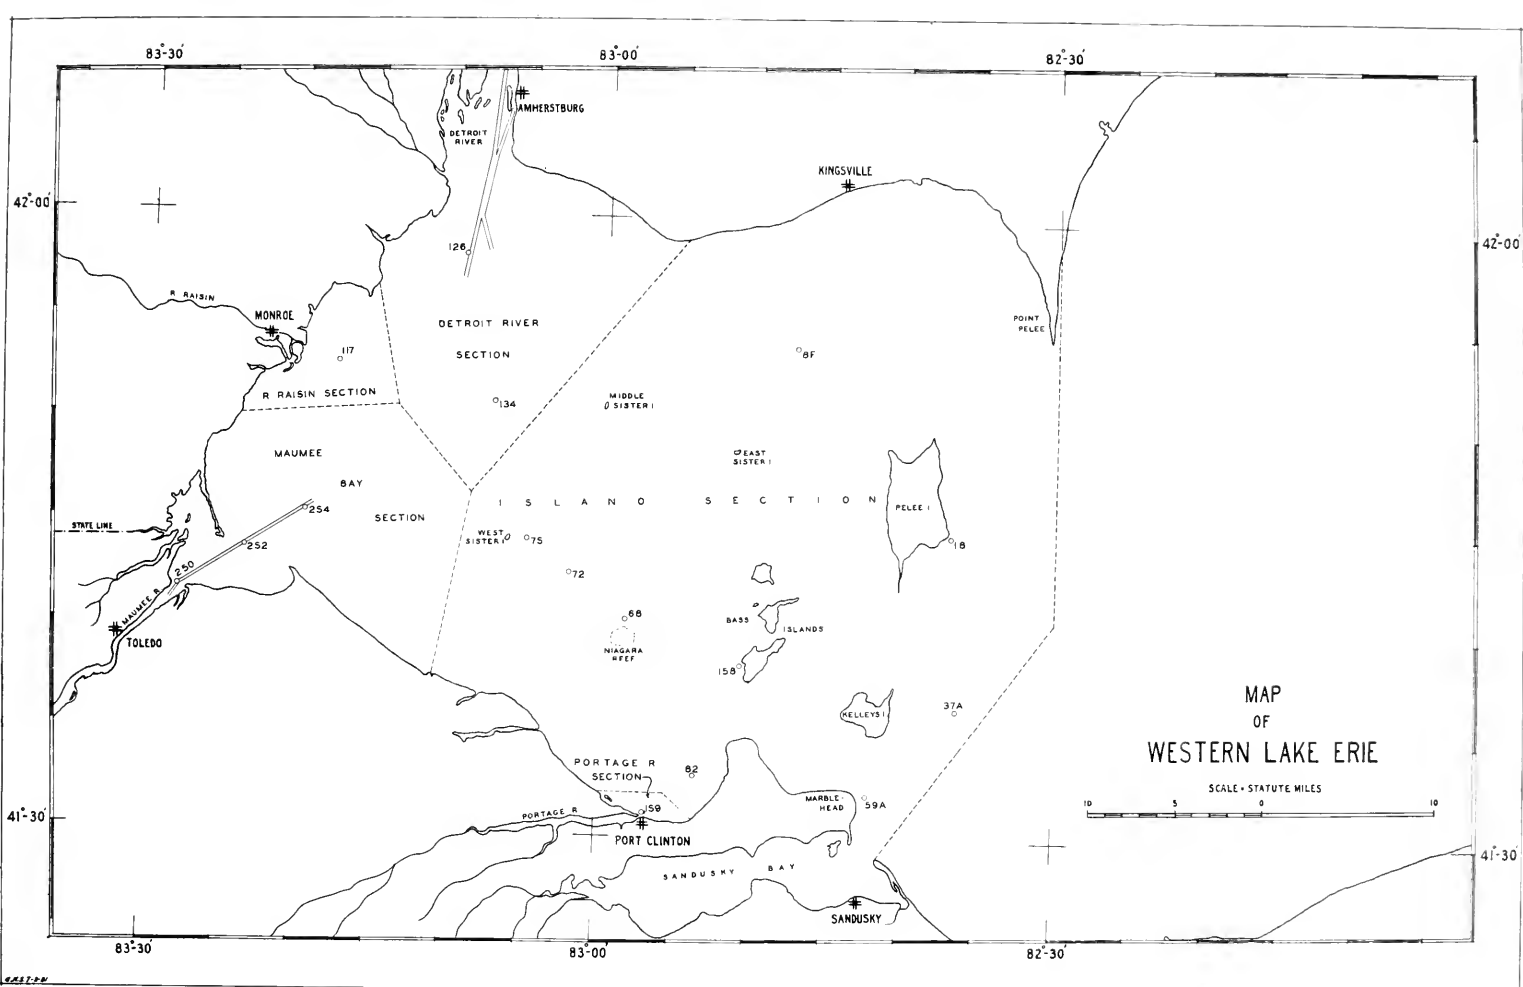 83°-30'
83°-00'
82°-30'
AMHERSTBURG
DETROIT
RIVER
KINGSVILLE
42°-00'
42°-00'
126
R RAISIN
MONROE
DETROIT RIVER
SECTION
POINT
PELEE
117
8F
R RAISIN SECTION
134
MIDDLE
SISTER I
MAUMEE
BAY
SECTION
EAST
SISTER I
ISLAND SECTION
PELEE I
254
STATE LINE
252
WEST
SISTER I
75
18
250
72
MAUMEE R
TOLEDO
68
NIAGARA
REEF
BASS
ISLANDS
158
KELLEYS I
37A
MAP
OF
WESTERN LAKE ERIE
SCALE = STATUTE MILES
10 5 0 10
PORTAGE R
SECTION
82
MARBLE-
HEAD
59A
159
PORTAGE R
41°-30'
PORT CLINTON
41°-30'
SANDUSKY BAY
SANDUSKY
83°-30'
83°-00'
82°-30'